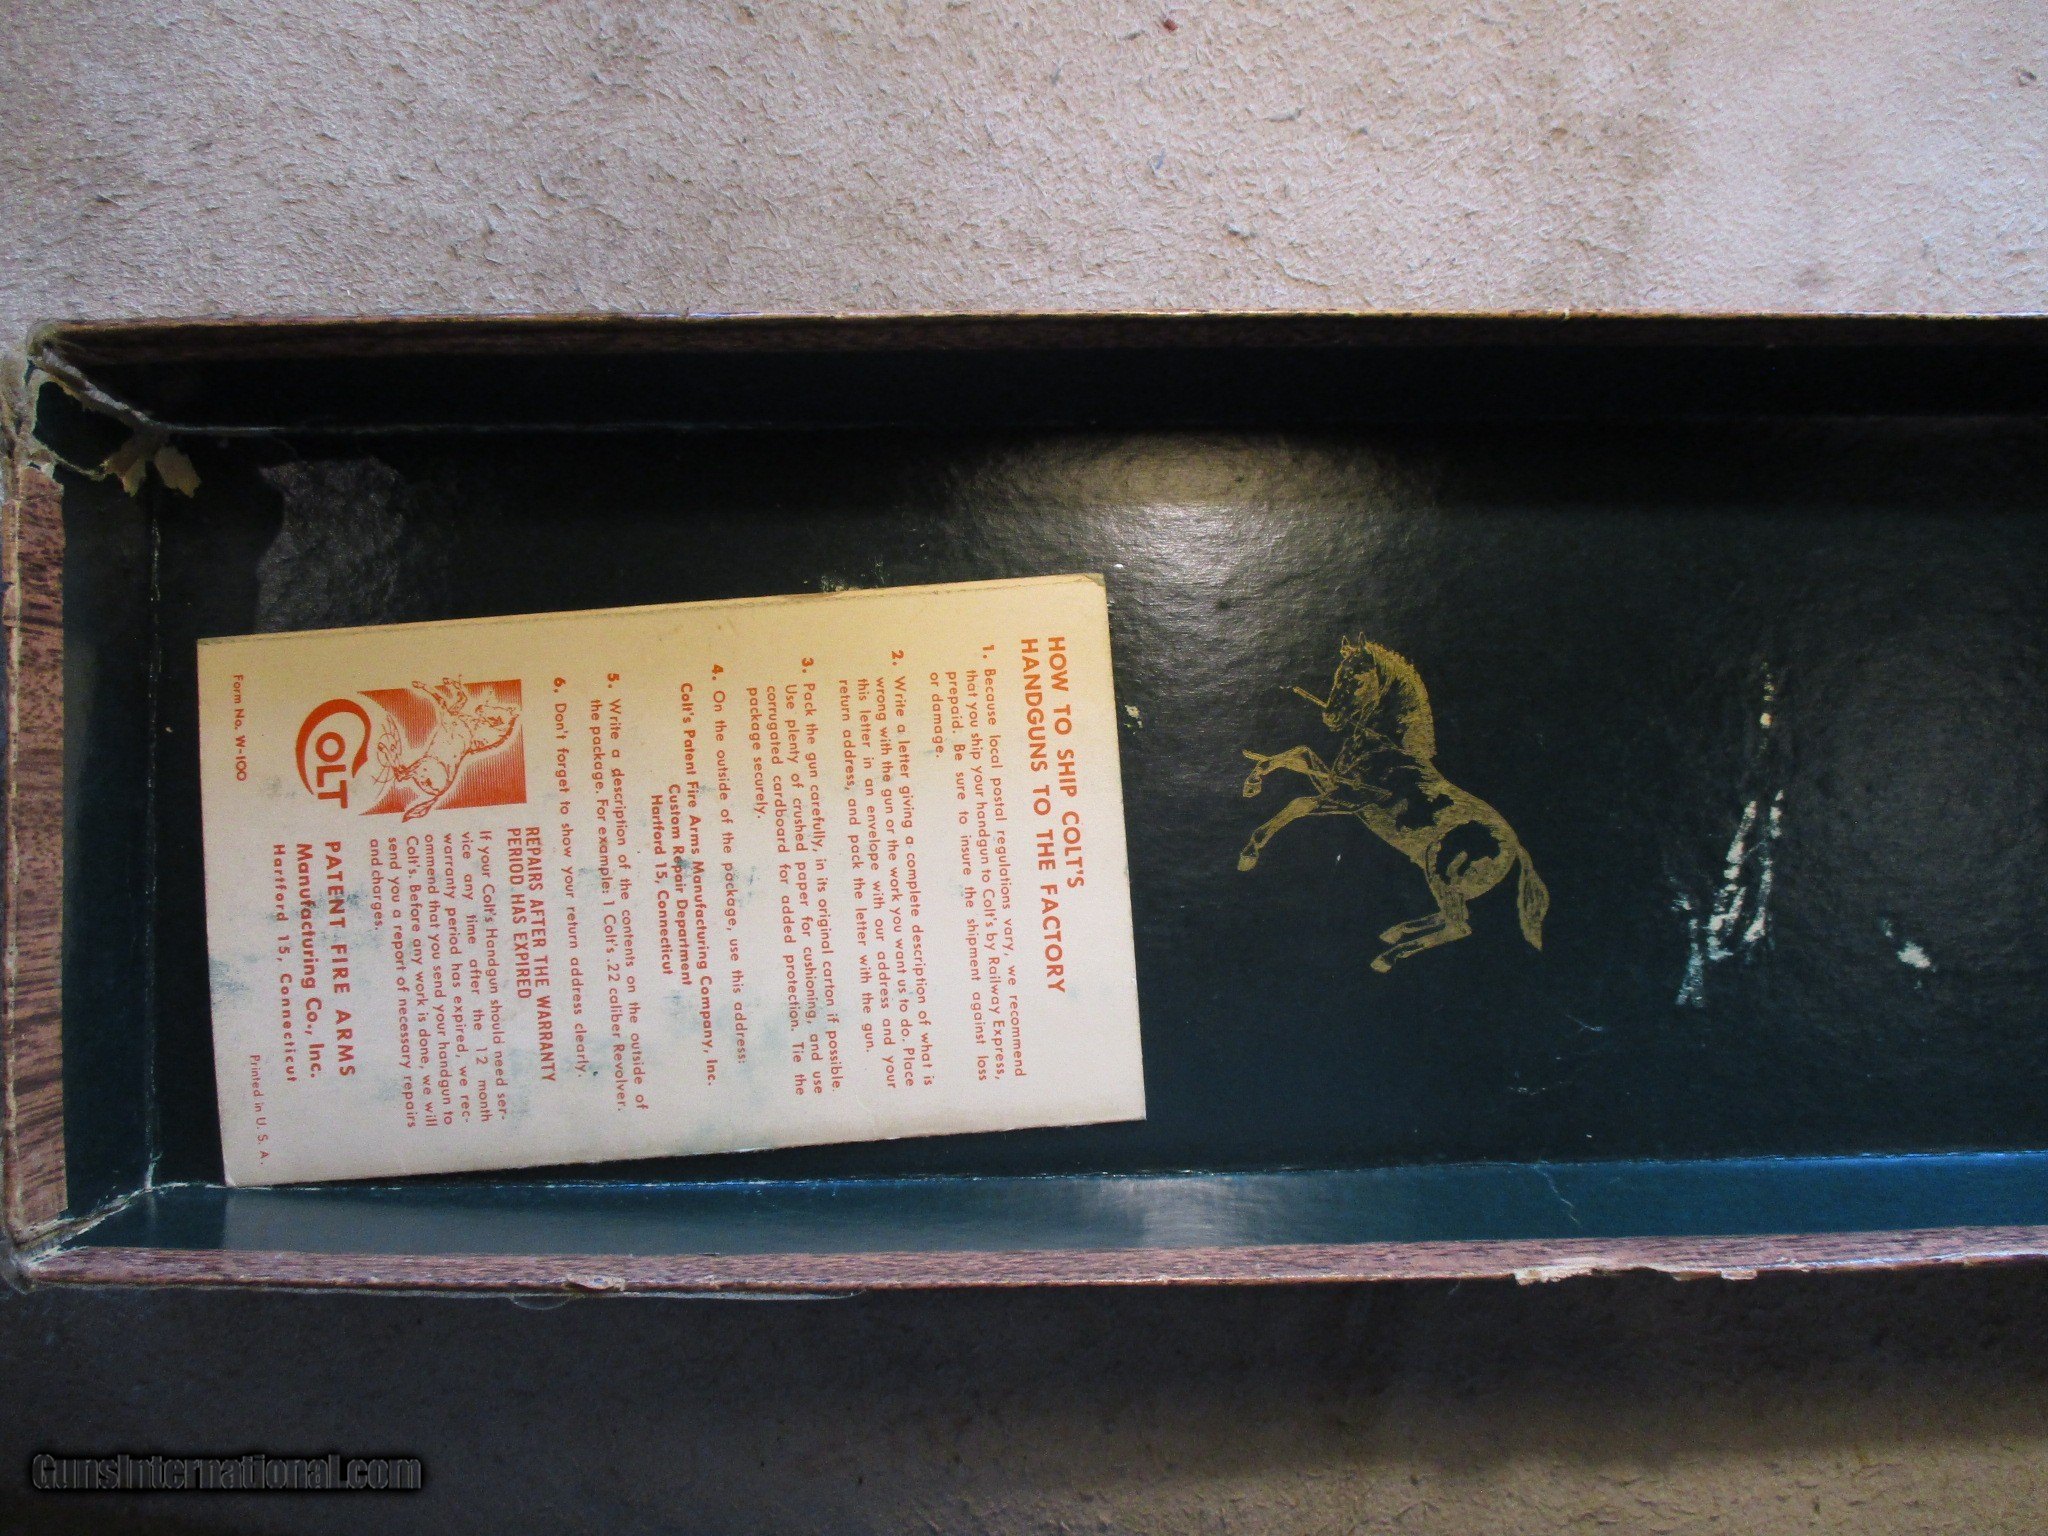 HOW TO SHIP COLT'S
HANDGUNS TO THE FACTORY
1. Because local postal regulations vary, we recommend
that you ship your handgun to Colt's by Railway Express,
prepaid. Be sure to insure the shipment against loss
or damage.
2. Write a letter giving a complete description of what is
wrong with the gun or the work you want us to do. Place
this letter in an envelope with our address and your
return address, and pack the letter with the gun.
3. Pack the gun carefully, in its original carton if possible.
Use plenty of crushed paper for cushioning, and use
corrugated cardboard for added protection. Tie the
package securely.
4. On the outside of the package, use this address:
Colt's Patent Fire Arms Manufacturing Company, Inc.
Custom Repair Department
Hartford 15, Connecticut
5. Write a description of the contents on the outside of
the package. For example: 1 Colt's .22 caliber Revolver.
6. Don't forget to show your return address clearly.
REPAIRS AFTER THE WARRANTY
PERIOD HAS EXPIRED
If your Colt's Handgun should need ser-
vice any time after the 12 month
warranty period has expired, we rec-
ommend that you send your handgun to
Colt's. Before any work is done, we will
send you a report of necessary repairs
and charges.
COLT PATENT FIRE ARMS
Manufacturing Co., Inc.
Hartford 15, Connecticut
Form No. W-100
Printed in U. S. A.
GunsInternational.com